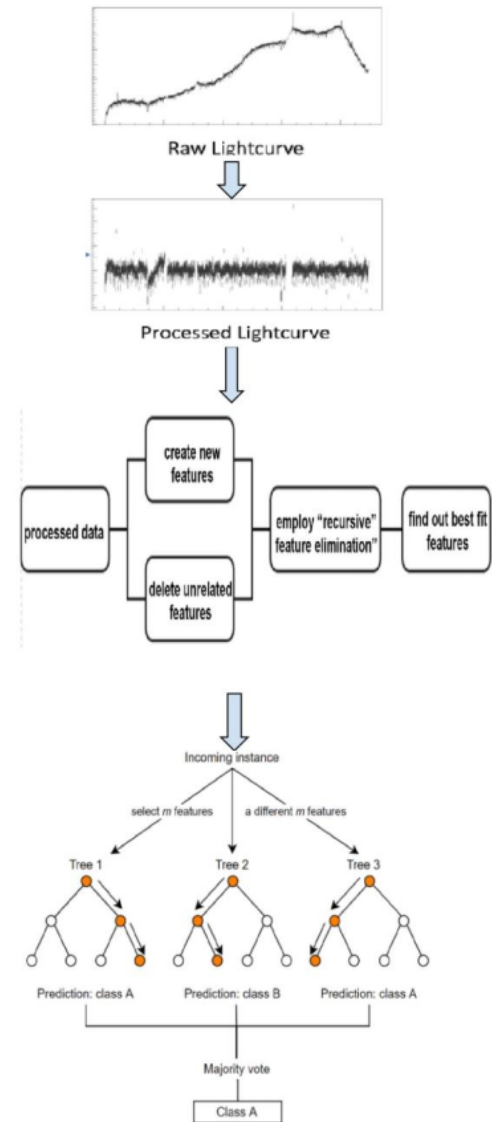 Raw Lightcurve
Processed Lightcurve
create new
features
processed data
employ "recursive"
feature elimination"
find out best fit
features
delete unrelated
features
Incoming instance
select m features
a different m features
Tree 1
Tree 2
Tree 3
Prediction: class A
Prediction: class B
Prediction: class A
Majority vote
Class A